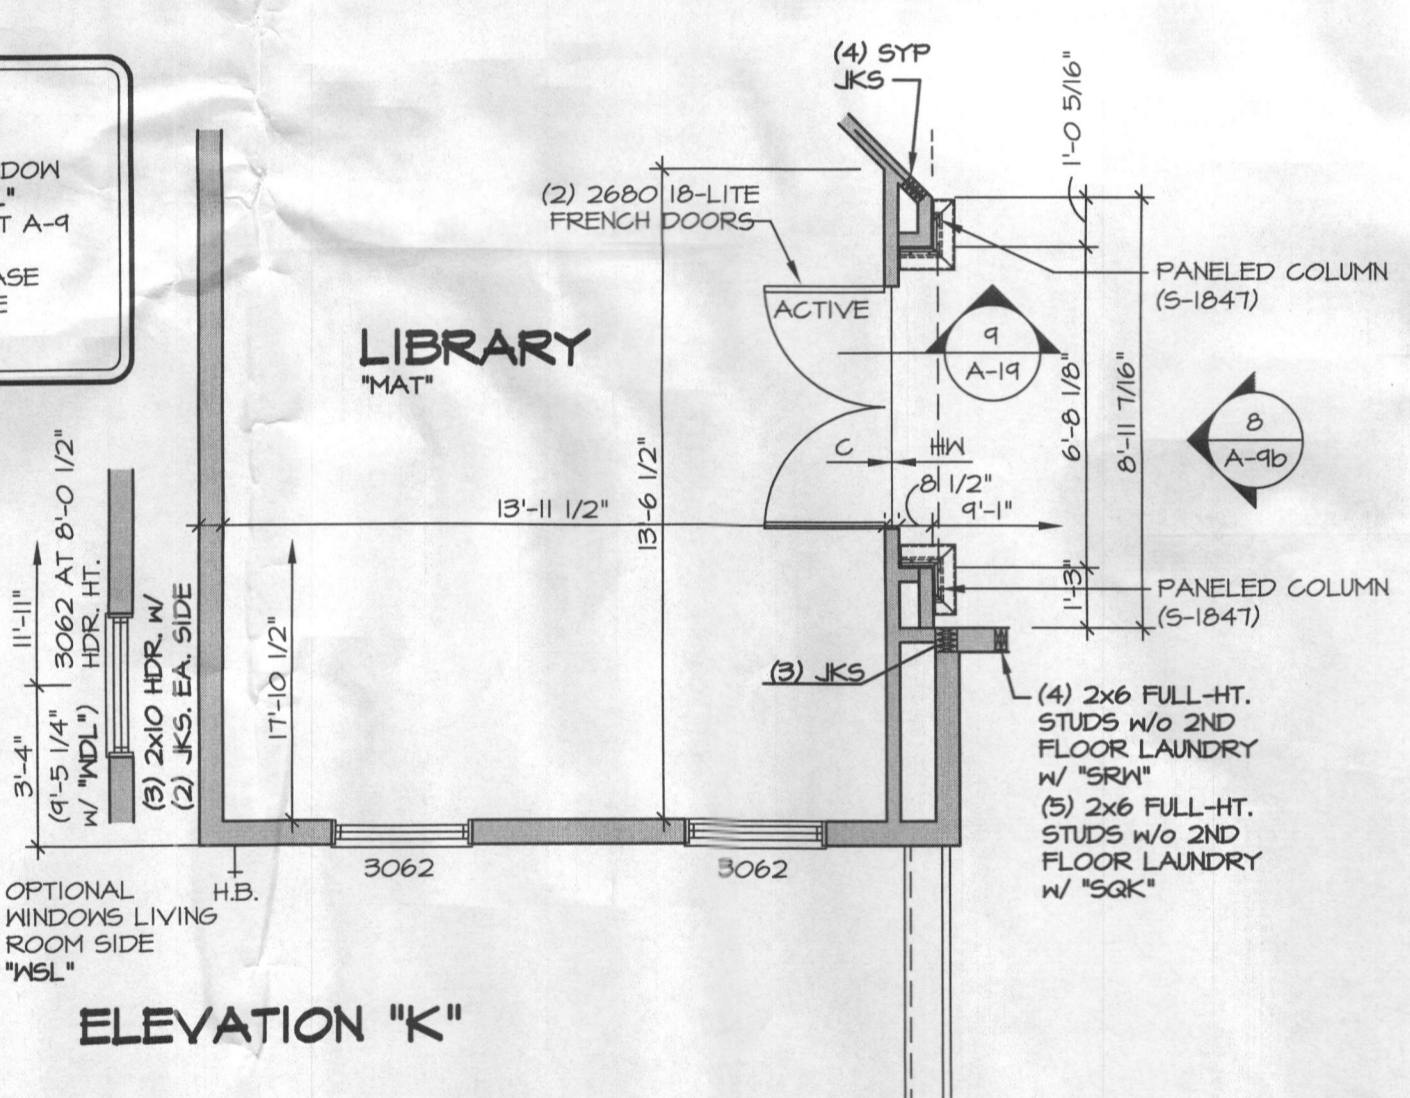 (4) SYP
JKS
1'-0 5/16"
DOW
L"
T A-9
ASE
E
(2) 2680 18-LITE
FRENCH DOORS
PANELED COLUMN
(S-1847)
ACTIVE
9
A-19
LIBRARY
"MAT"
6'-8 1/8"
8'-11 7/16"
8
A-9b
C
HW
8 1/2"
9'-1"
13'-11 1/2"
13'-6 1/2"
17'-10 1/2"
11'-11"
3'-4"
3062 AT 8'-0 1/2"
HDR. HT.
(9'-5 1/4"
w/ "WDL")
(3) 2x10 HDR. w/
(2) JKS. EA. SIDE
1'-3"
PANELED COLUMN
(S-1847)
(3) JKS
(4) 2x6 FULL-HT.
STUDS w/o 2ND
FLOOR LAUNDRY
w/ "SRW"
(5) 2x6 FULL-HT.
STUDS w/o 2ND
FLOOR LAUNDRY
w/ "SQK"
3062
3062
H.B.
OPTIONAL
WINDOWS LIVING
ROOM SIDE
"WSL"
ELEVATION "K"